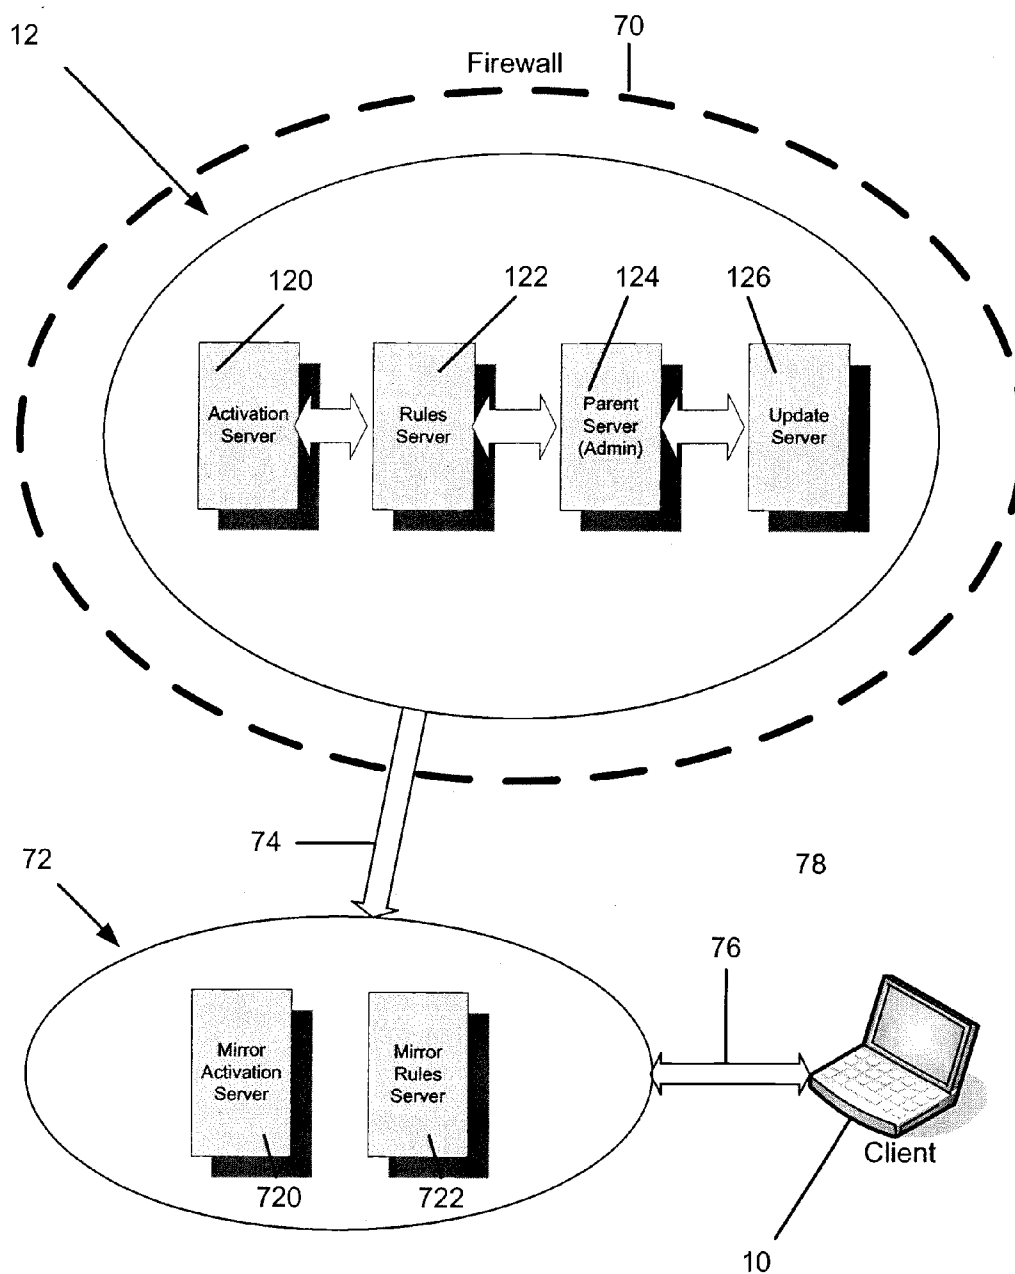 12
70
Firewall
120
122
124
126
Activation
Server
Rules
Server
Parent
Server
(Admin)
Update
Server
74
78
72
76
Mirror
Activation
Server
Mirror
Rules
Server
720
722
Client
10